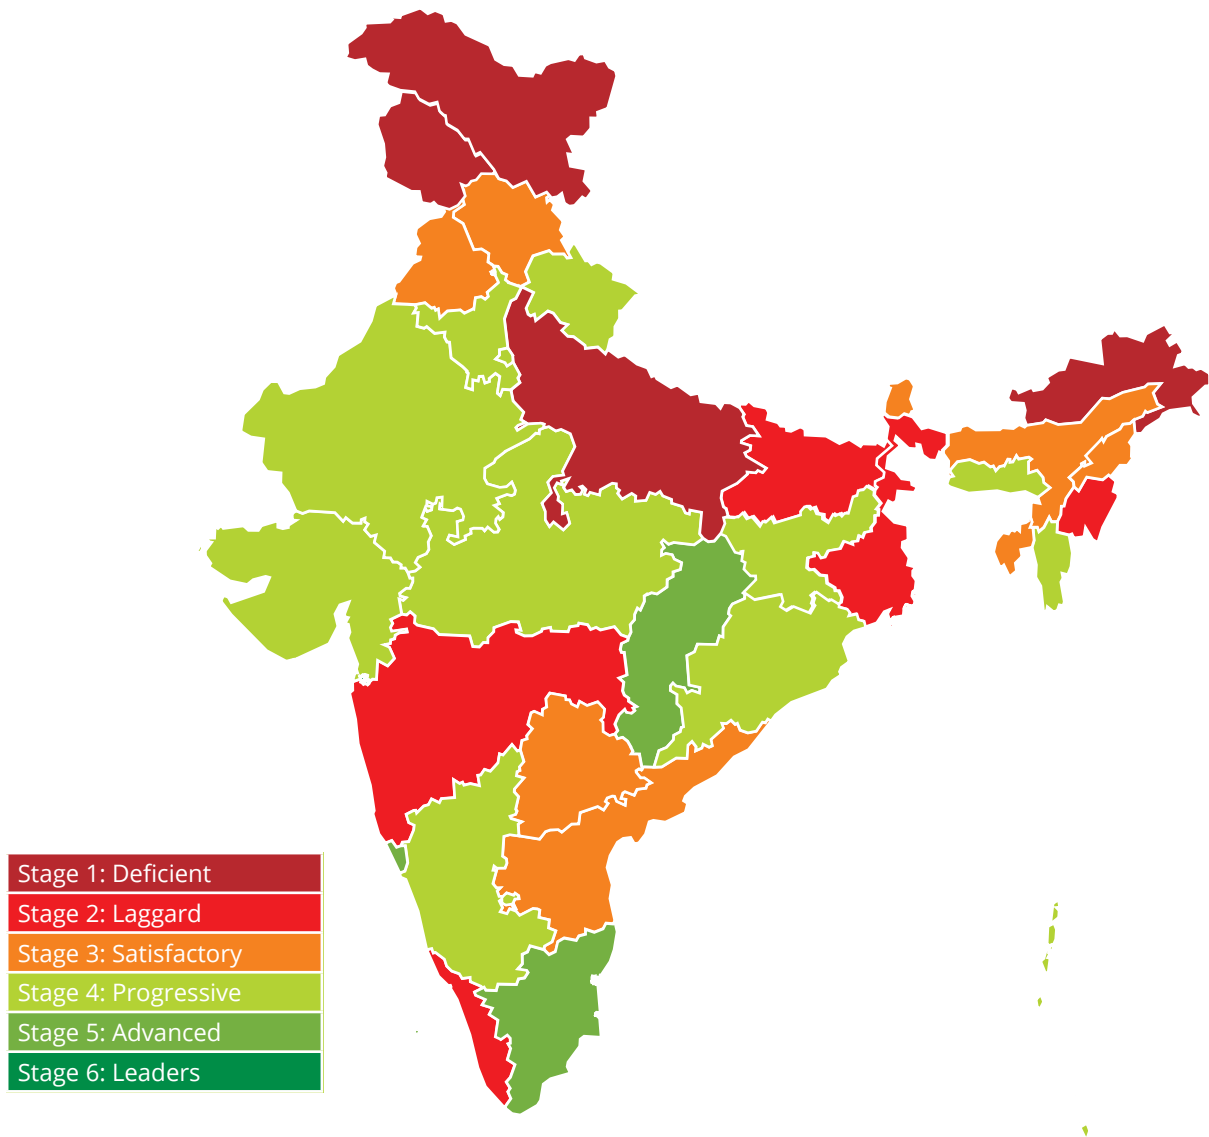 Stage 1: Deficient
Stage 2: Laggard
Stage 3: Satisfactory
Stage 4: Progressive
Stage 5: Advanced
Stage 6: Leaders